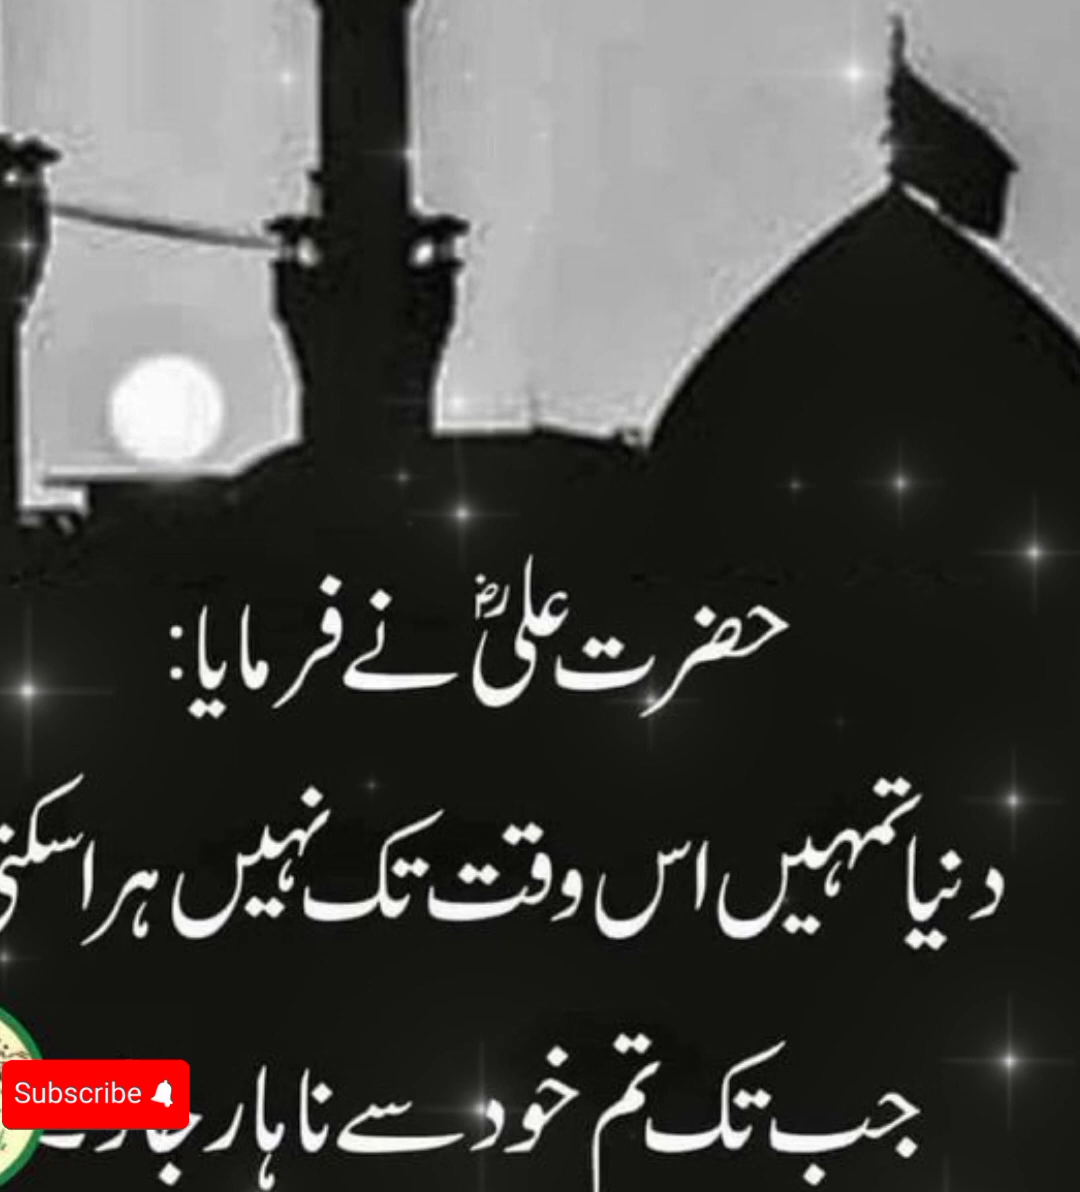 حضرت علیؓ نے فرمایا:
دنیا تمہیں اس وقت تک نہیں ہرا سکتی
جب تک تم خود سے نا ہار
Subscribe